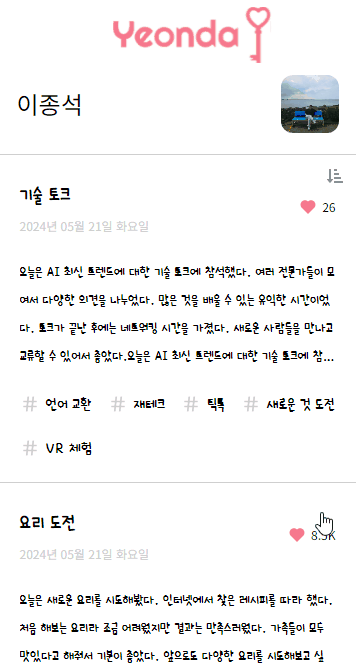 Yeonda
이종석
기술 토크
26
2024년 05월 21일 화요일
오늘은 AI 최신 트렌드에 대한 기술 토크에 참석했다. 여러 전문가들이 모
여서 다양한 의견을 나누었다. 많은 것을 배울 수 있는 유익한 시간이었
다. 토크가 끝난 후에는 네트워킹 시간을 가졌다. 새로운 사람들을 만나고
교류할 수 있어서 좋았다.오늘은 AI 최신 트렌드에 대한 기술 토크에 참...
# 언어 교환 # 재테크 # 틱톡 # 새로운 것 도전
# VR 체험
요리 도전
2024년 05월 21일 화요일
오늘은 새로운 요리를 시도해봤다. 인터넷에서 찾은 레시피를 따라 했다.
처음 해보는 요리라 조금 어려웠지만 결과는 만족스러웠다. 가족들이 모두
맛있다고 해줘서 기분이 좋았다. 앞으로도 다양한 요리를 시도해보고 싶